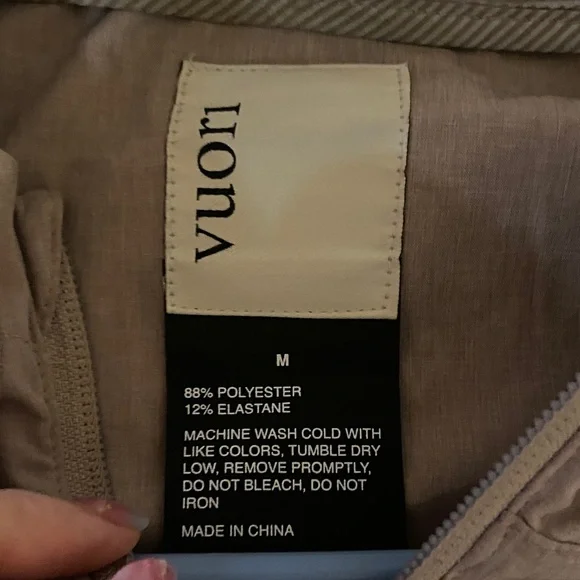 vuori
M
88% POLYESTER
12% ELASTANE
MACHINE WASH COLD WITH
LIKE COLORS, TUMBLE DRY
LOW, REMOVE PROMPTLY,
DO NOT BLEACH, DO NOT
IRON
MADE IN CHINA